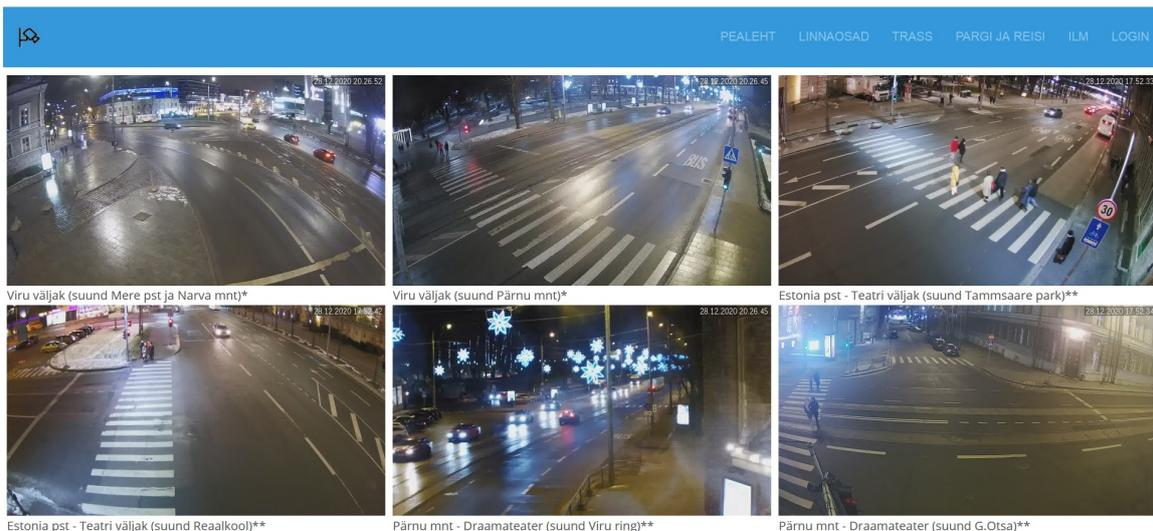 PEALEHT LINNAOSAD TRASS PARGI JA REISI ILM LOGIN
28.12.2020 20.26.52
28.12.2020 20.26.45
28.12.2020 17.52.33
BUS
30
Viru väljak (suund Mere pst ja Narva mnt)*
Viru väljak (suund Pärnu mnt)*
Estonia pst - Teatri väljak (suund Tammsaare park)**
28.12.2020 17.52.42
28.12.2020 20.26.45
28.12.2020 17.52.34
Estonia pst - Teatri väljak (suund Reaalkool)**
Pärnu mnt - Draamateater (suund Viru ring)**
Pärnu mnt - Draamateater (suund G.Otsa)**